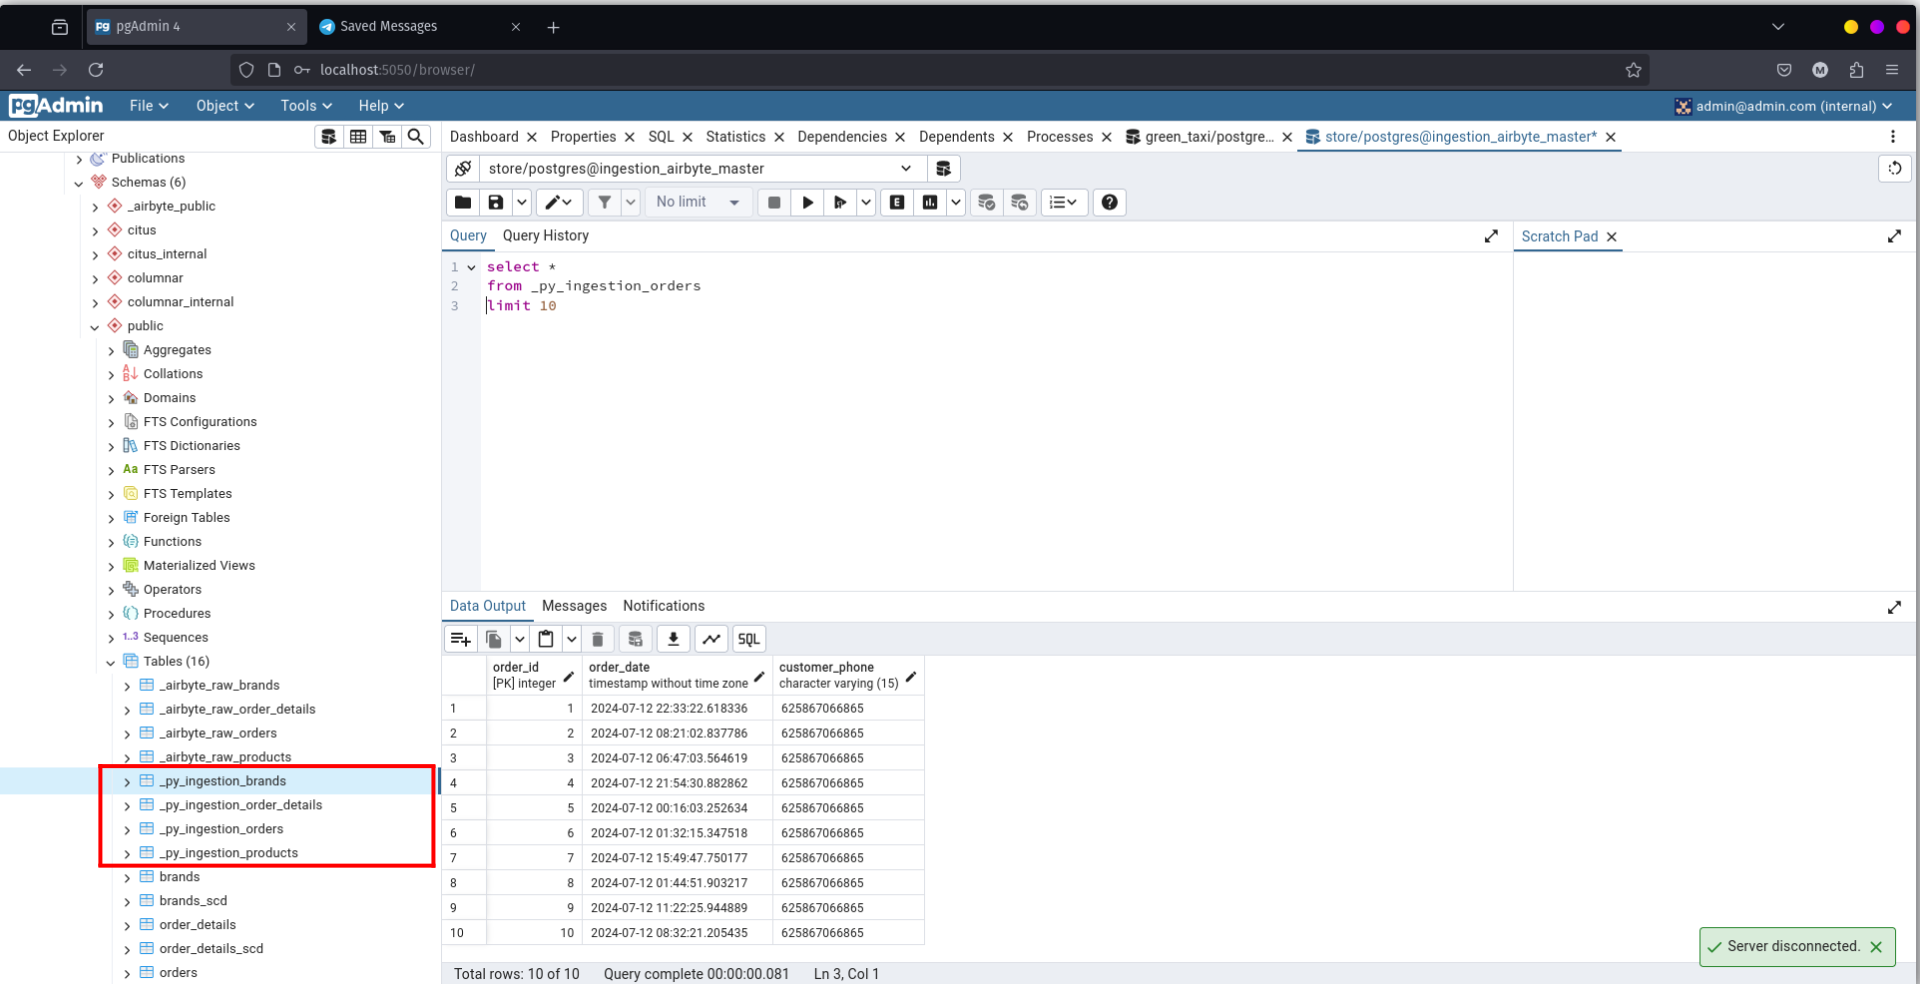 pgAdmin 4
Saved Messages
localhost:5050/browser/
pgAdmin File Object Tools Help admin@admin.com (internal)
Object Explorer
Publications
Schemas (6)
_airbyte_public
citus
citus_internal
columnar
columnar_internal
public
Aggregates
Collations
Domains
FTS Configurations
FTS Dictionaries
FTS Parsers
FTS Templates
Foreign Tables
Functions
Materialized Views
Operators
Procedures
1..3 Sequences
Tables (16)
_airbyte_raw_brands
_airbyte_raw_order_details
_airbyte_raw_orders
_airbyte_raw_products
_py_ingestion_brands
_py_ingestion_order_details
_py_ingestion_orders
_py_ingestion_products
brands
brands_scd
order_details
order_details_scd
orders
Dashboard Properties SQL Statistics Dependencies Dependents Processes green_taxi/postgre... store/postgres@ingestion_airbyte_master*
store/postgres@ingestion_airbyte_master
No limit
Query Query History
Scratch Pad
1 select *
2 from _py_ingestion_orders
3 limit 10
Data Output Messages Notifications
SQL
order_id order_date customer_phone
[PK] integer timestamp without time zone character varying (15)
1 1 2024-07-12 22:33:22.618336 625867066865
2 2 2024-07-12 08:21:02.837786 625867066865
3 3 2024-07-12 06:47:03.564619 625867066865
4 4 2024-07-12 21:54:30.882862 625867066865
5 5 2024-07-12 00:16:03.252634 625867066865
6 6 2024-07-12 01:32:15.347518 625867066865
7 7 2024-07-12 15:49:47.750177 625867066865
8 8 2024-07-12 01:44:51.903217 625867066865
9 9 2024-07-12 11:22:25.944889 625867066865
10 10 2024-07-12 08:32:21.205435 625867066865
Server disconnected.
Total rows: 10 of 10 Query complete 00:00:00.081 Ln 3, Col 1